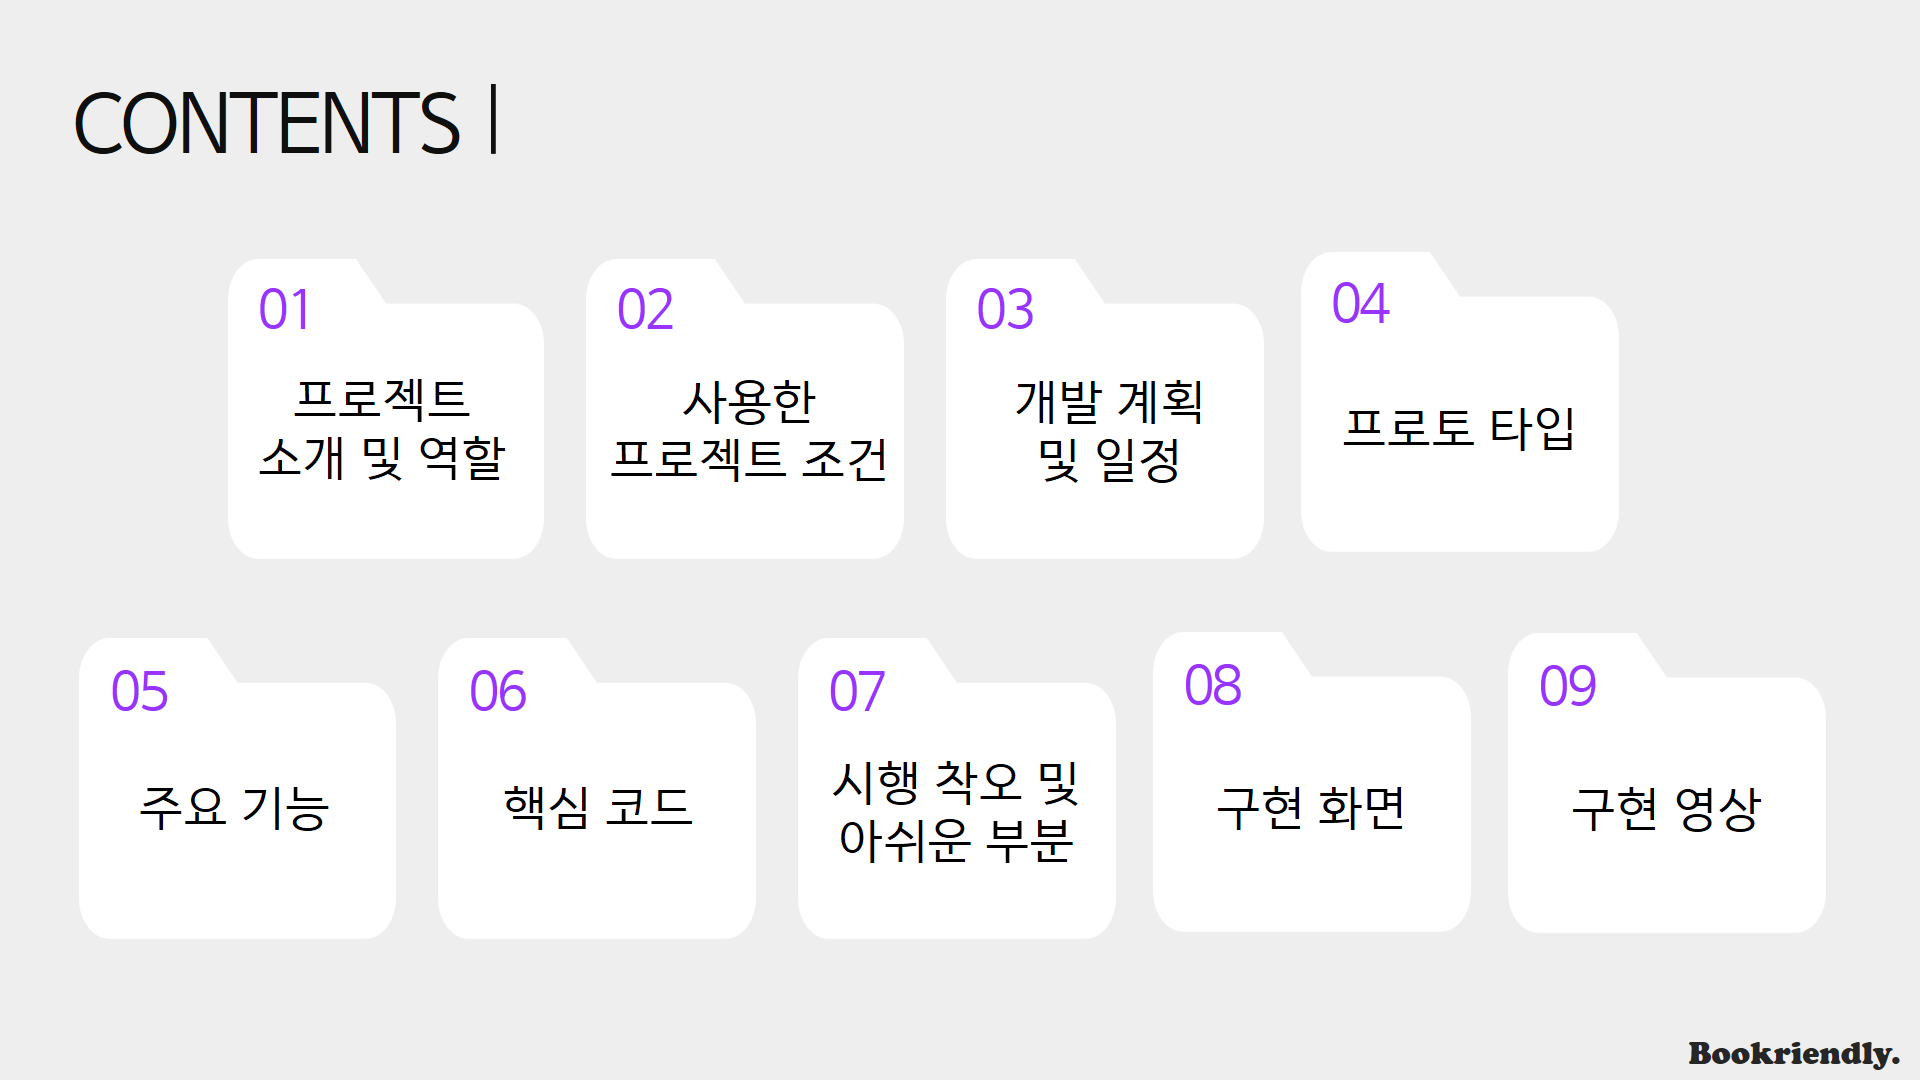 CONTENTS |
01
프로젝트
소개 및 역할
02
사용한
프로젝트 조건
03
개발 계획
및 일정
04
프로토 타입
05
주요 기능
06
핵심 코드
07
시행 착오 및
아쉬운 부분
08
구현 화면
09
구현 영상
Bookriendly.